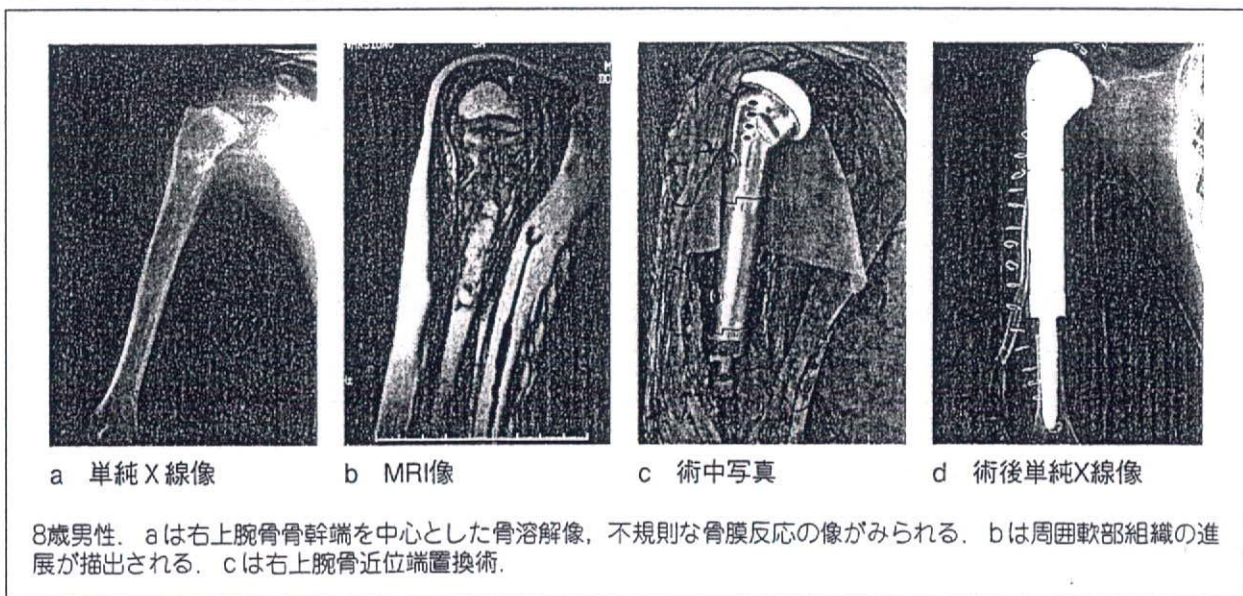 a 単純X線像
b MRI像
c 術中写真
d 術後単純X線像
8歳男性．aは右上腕骨骨幹端を中心とした骨溶解像，不規則な骨膜反応の像がみられる．bは周囲軟部組織の進
展が描出される．cは右上腕骨近位端置換術．